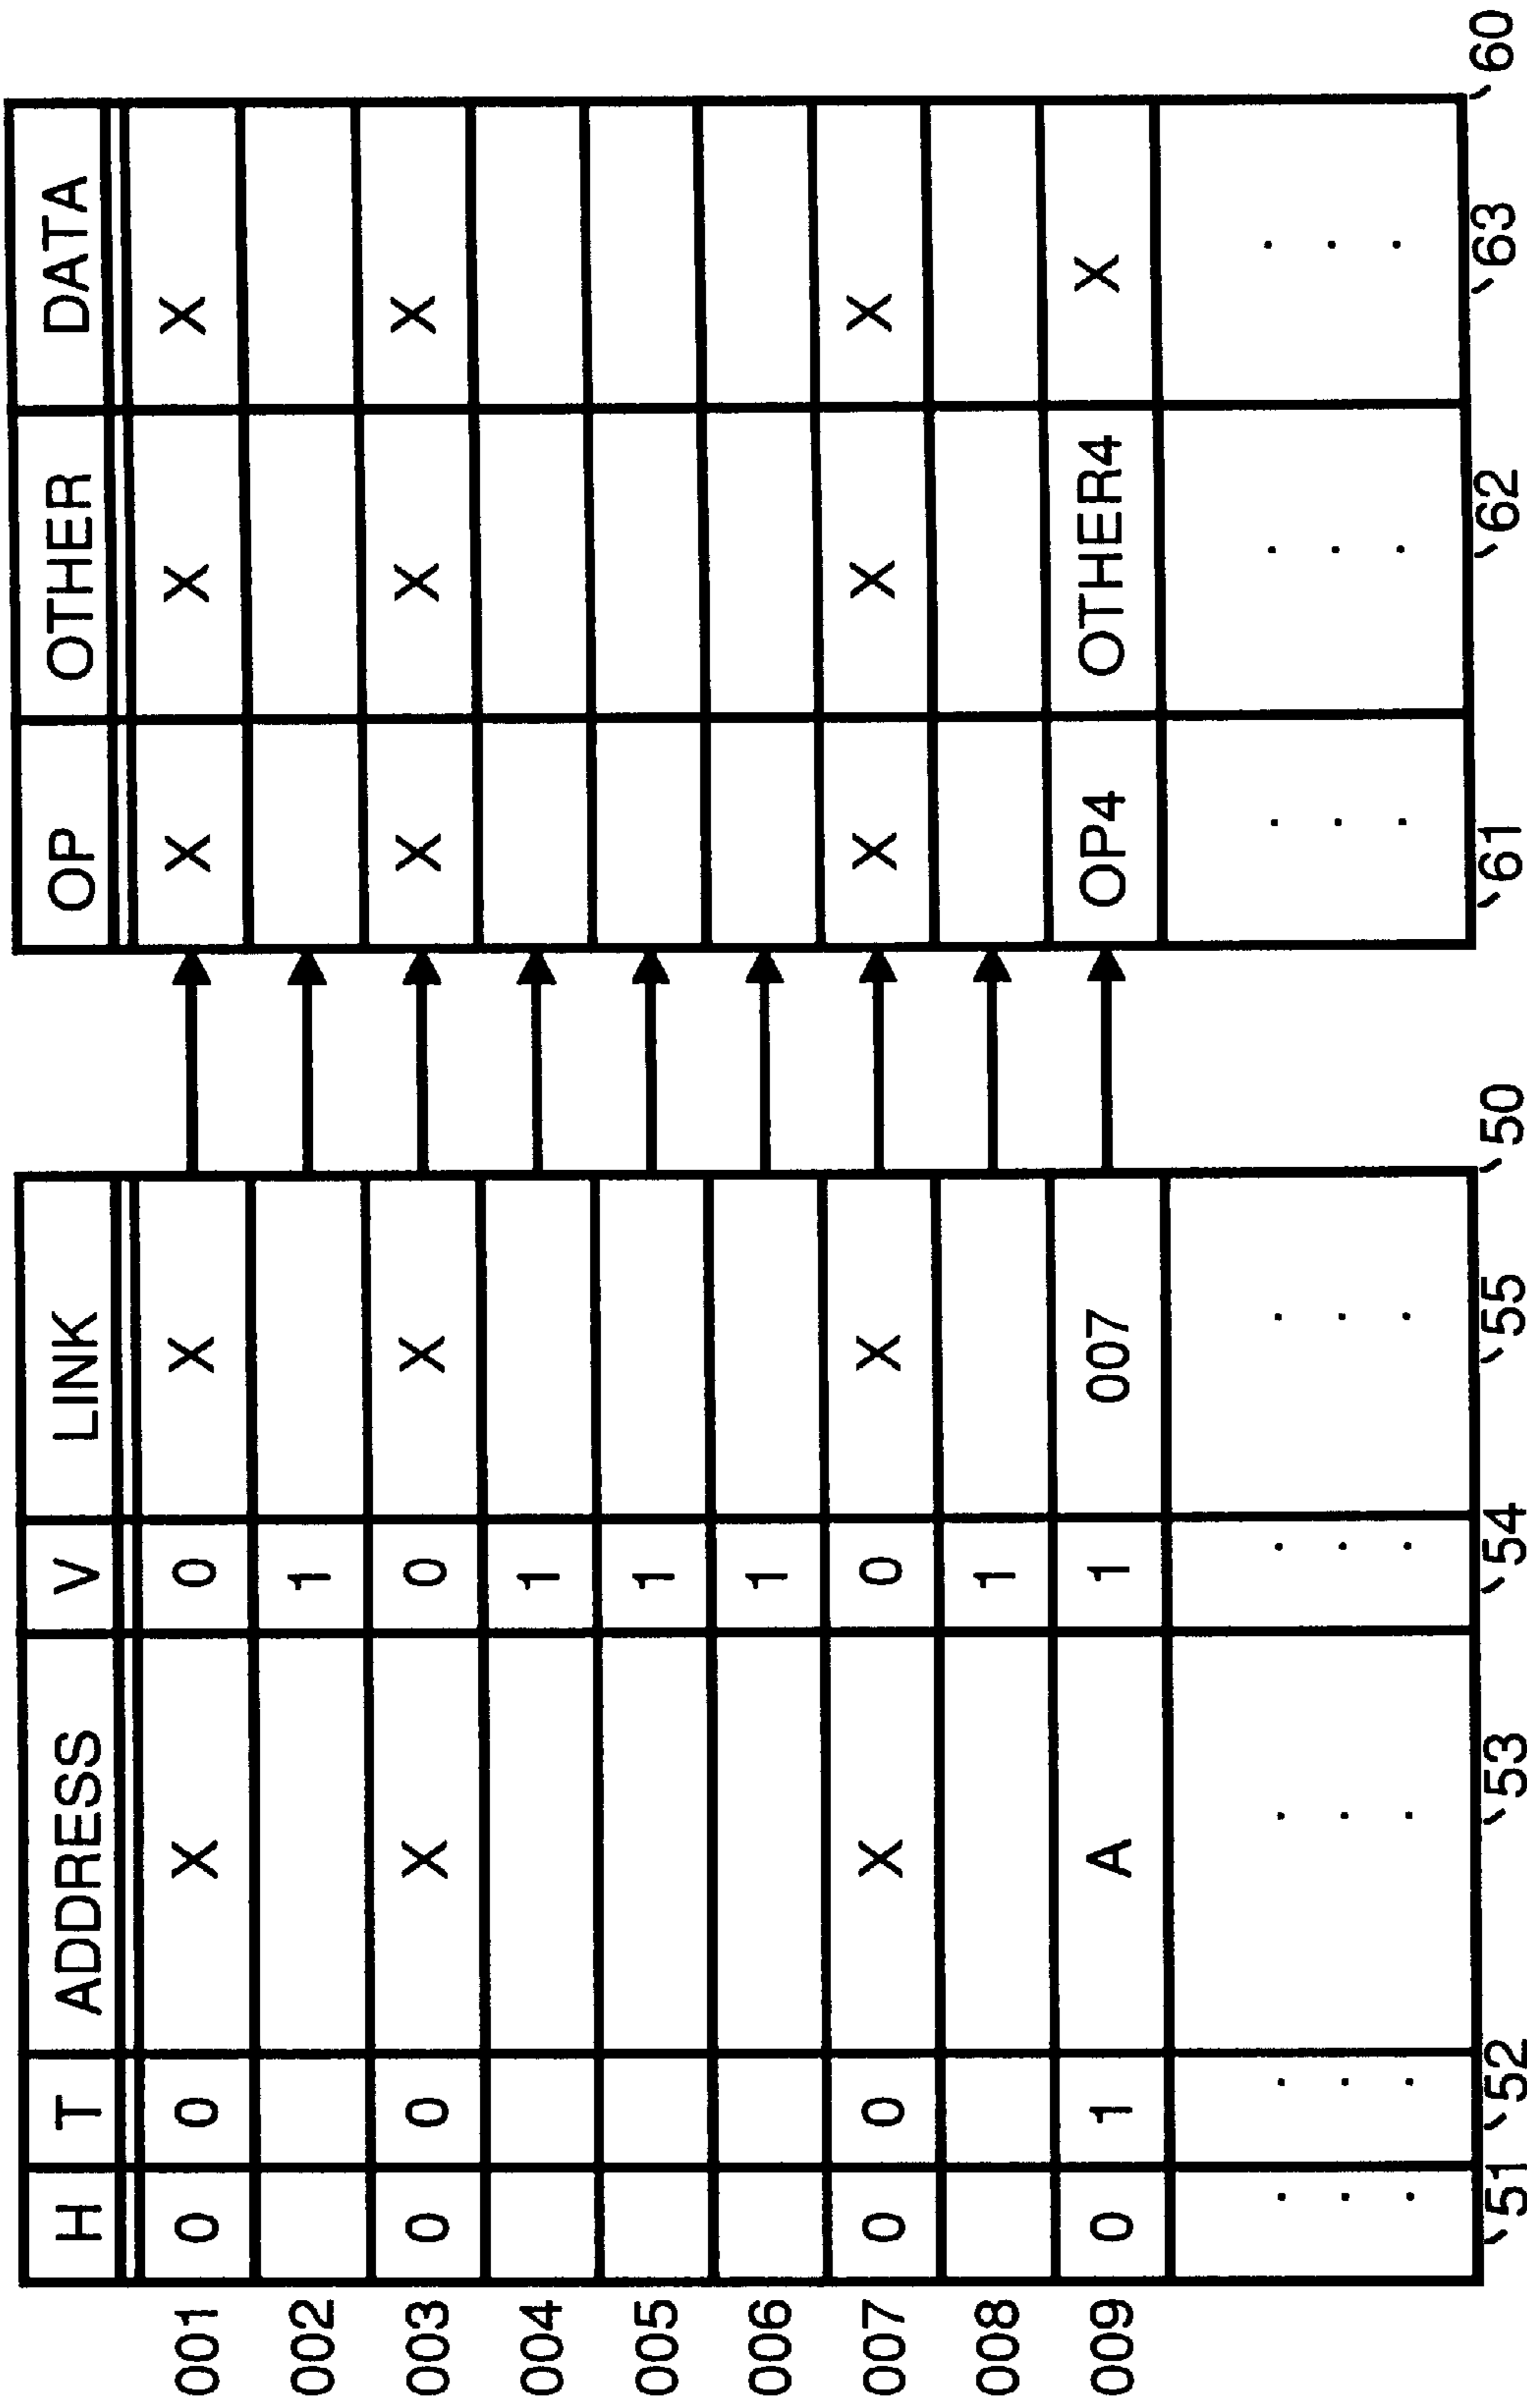 H T ADDRESS V LINK OP OTHER DATA
001 0 0 X 0 X X X X
002 1
003 0 0 X 0 X X X X
004 1
005 1
006 1
007 0 0 X 0 X X X X
008 1
009 0 1 A 1 007 OP4 OTHER4 X
51 52 53 54 55 50 61 62 63 60